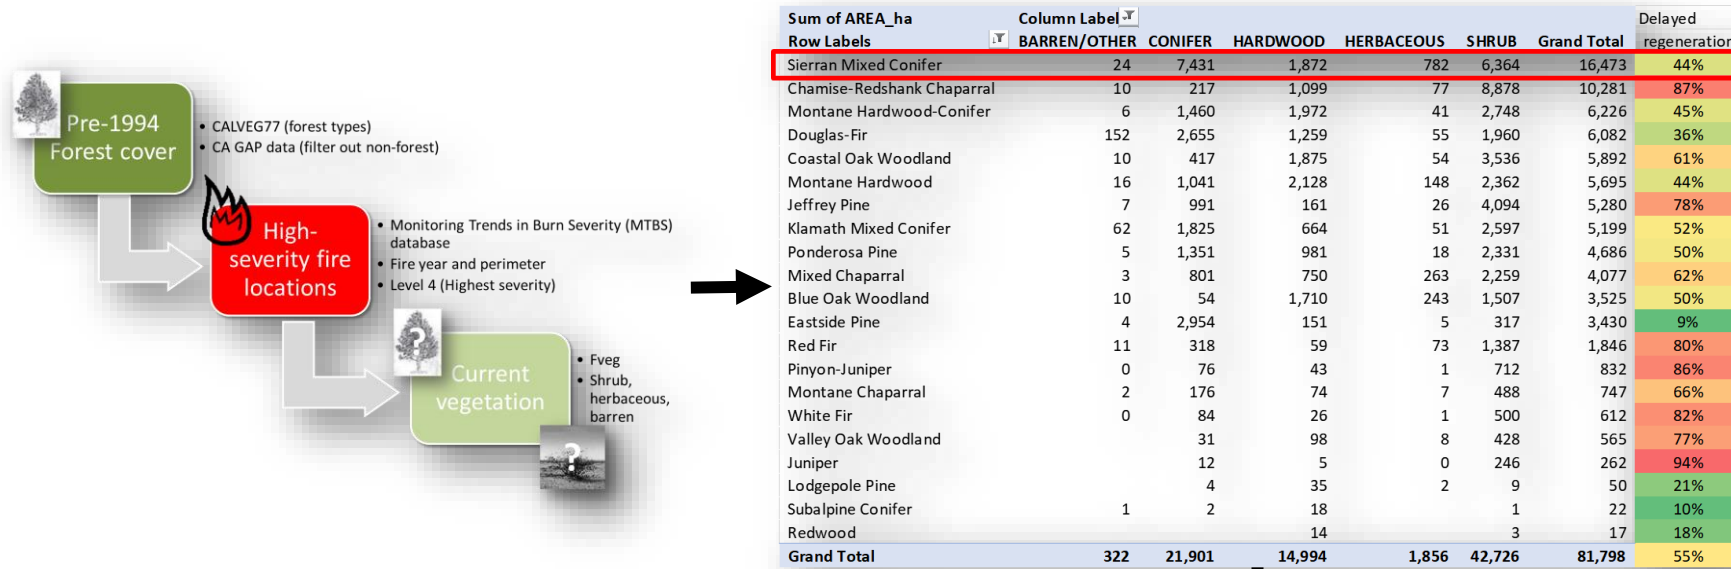 Pre-1994
Forest cover
• CALVEG77 (forest types)
• CA GAP data (filter out non-forest)
High-
severity fire
locations
• Monitoring Trends in Burn Severity (MTBS)
database
• Fire year and perimeter
• Level 4 (Highest severity)
?
Current
vegetation
• Fveg
• Shrub,
herbaceous,
barren
?
Sum of AREA_ha Column Label Delayed
Row Labels BARREN/OTHER CONIFER HARDWOOD HERBACEOUS SHRUB Grand Total regeneration
Sierran Mixed Conifer 24 7,431 1,872 782 6,364 16,473 44%
Chamise-Redshank Chaparral 10 217 1,099 77 8,878 10,281 87%
Montane Hardwood-Conifer 6 1,460 1,972 41 2,748 6,226 45%
Douglas-Fir 152 2,655 1,259 55 1,960 6,082 36%
Coastal Oak Woodland 10 417 1,875 54 3,536 5,892 61%
Montane Hardwood 16 1,041 2,128 148 2,362 5,695 44%
Jeffrey Pine 7 991 161 26 4,094 5,280 78%
Klamath Mixed Conifer 62 1,825 664 51 2,597 5,199 52%
Ponderosa Pine 5 1,351 981 18 2,331 4,686 50%
Mixed Chaparral 3 801 750 263 2,259 4,077 62%
Blue Oak Woodland 10 54 1,710 243 1,507 3,525 50%
Eastside Pine 4 2,954 151 5 317 3,430 9%
Red Fir 11 318 59 73 1,387 1,846 80%
Pinyon-Juniper 0 76 43 1 712 832 86%
Montane Chaparral 2 176 74 7 488 747 66%
White Fir 0 84 26 1 500 612 82%
Valley Oak Woodland 31 98 8 428 565 77%
Juniper 12 5 0 246 262 94%
Lodgepole Pine 4 35 2 9 50 21%
Subalpine Conifer 1 2 18 1 22 10%
Redwood 14 3 17 18%
Grand Total 322 21,901 14,994 1,856 42,726 81,798 55%